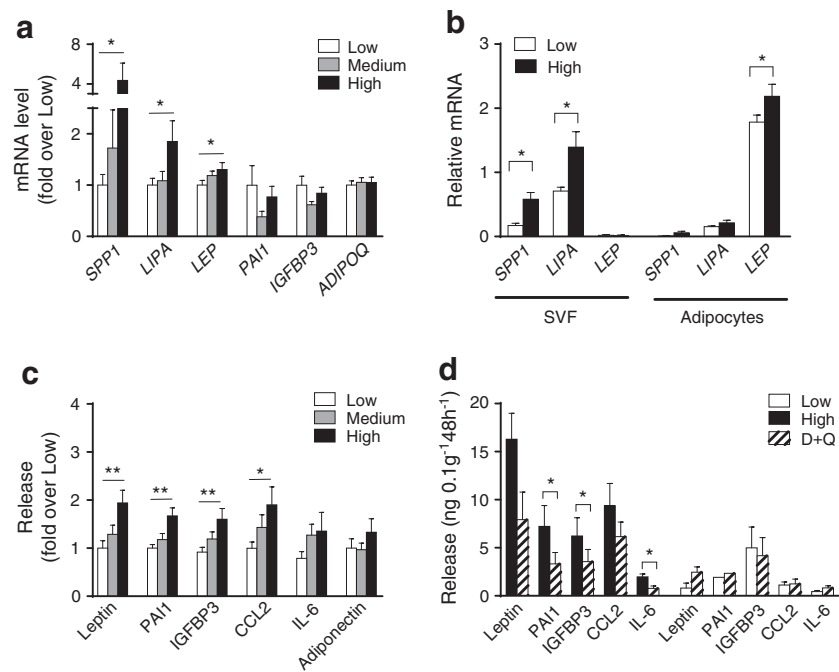 a
mRNA level
(fold over Low)
8
4
2
1
0
*
*
*
Low
Medium
High
SPP1
LIPA
LEP
PAI1
IGFBP3
ADIPOQ
b
Relative mRNA
3
2
1
0
*
*
*
Low
High
SPP1
LIPA
LEP
SPP1
LIPA
LEP
SVF
Adipocytes
c
Release
(fold over Low)
4
3
2
1
0
**
**
**
*
Low
Medium
High
Leptin
PAI1
IGFBP3
CCL2
IL-6
Adiponectin
d
Release (ng 0.1g⁻¹48h⁻¹)
20
15
10
5
0
*
*
*
Low
High
D+Q
Leptin
PAI1
IGFBP3
CCL2
IL-6
Leptin
PAI1
IGFBP3
CCL2
IL-6